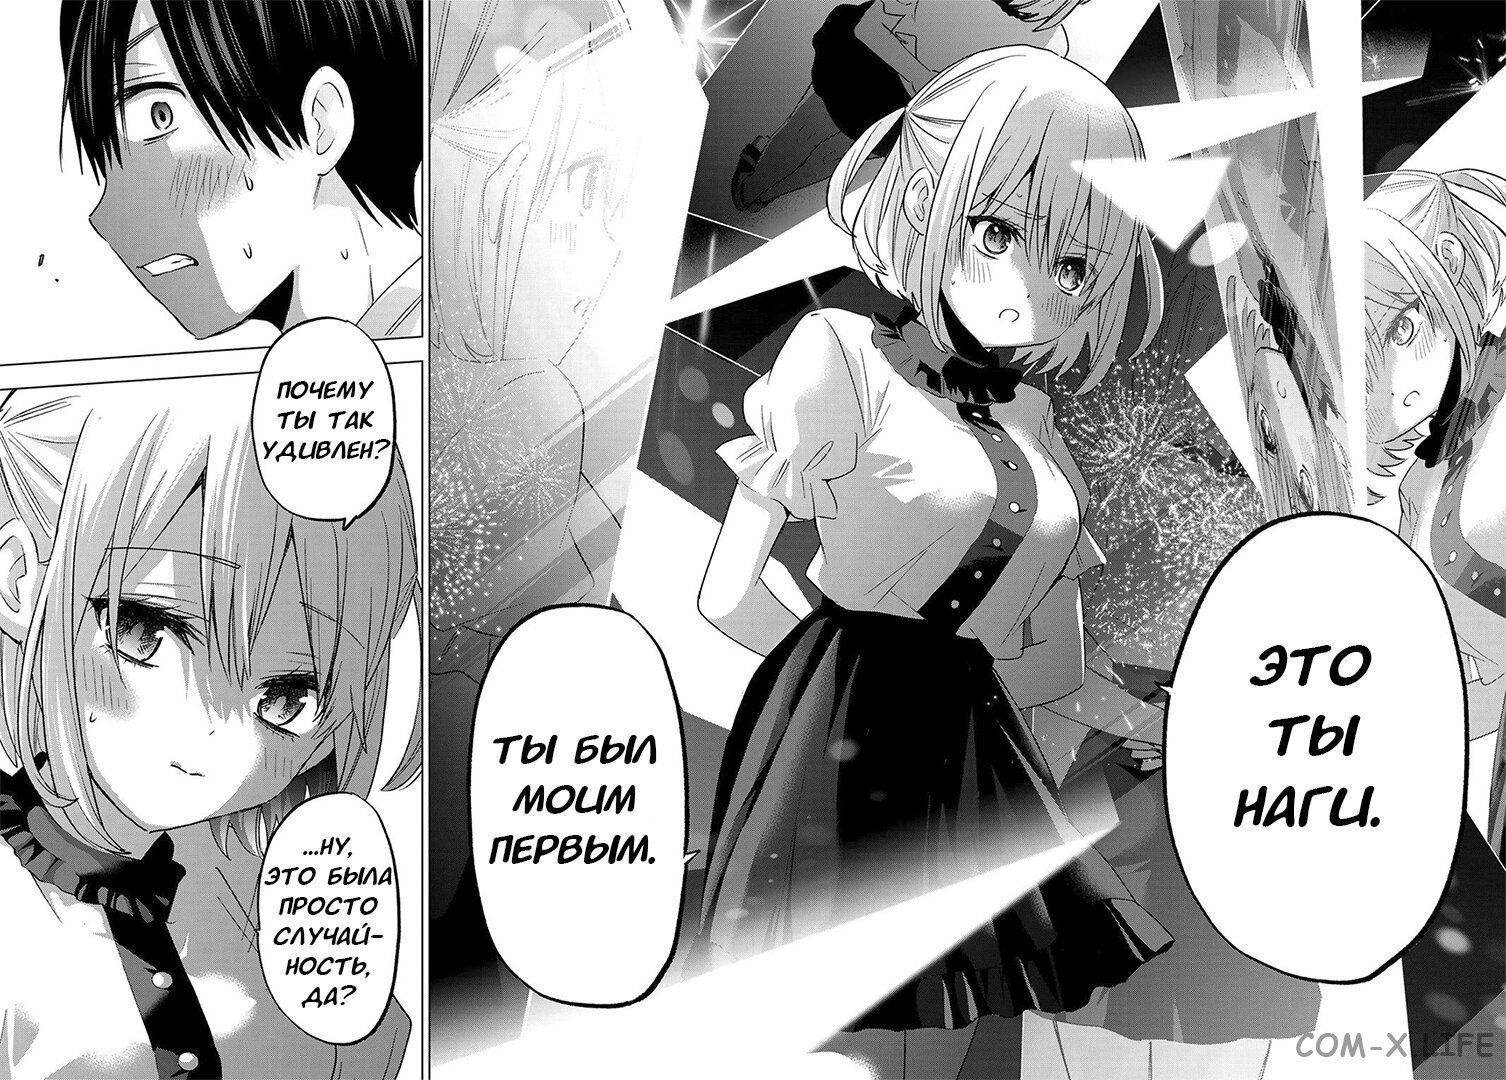 ЭТО
ТЫ
НАГИ.
ТЫ БЫЛ
МОИМ
ПЕРВЫМ.
ПОЧЕМУ
ТЫ ТАК
УДИВЛЕН?
...НУ,
ЭТО БЫЛА
ПРОСТО
СЛУЧАЙ-
НОСТЬ,
ДА?
COM-X.LIFE